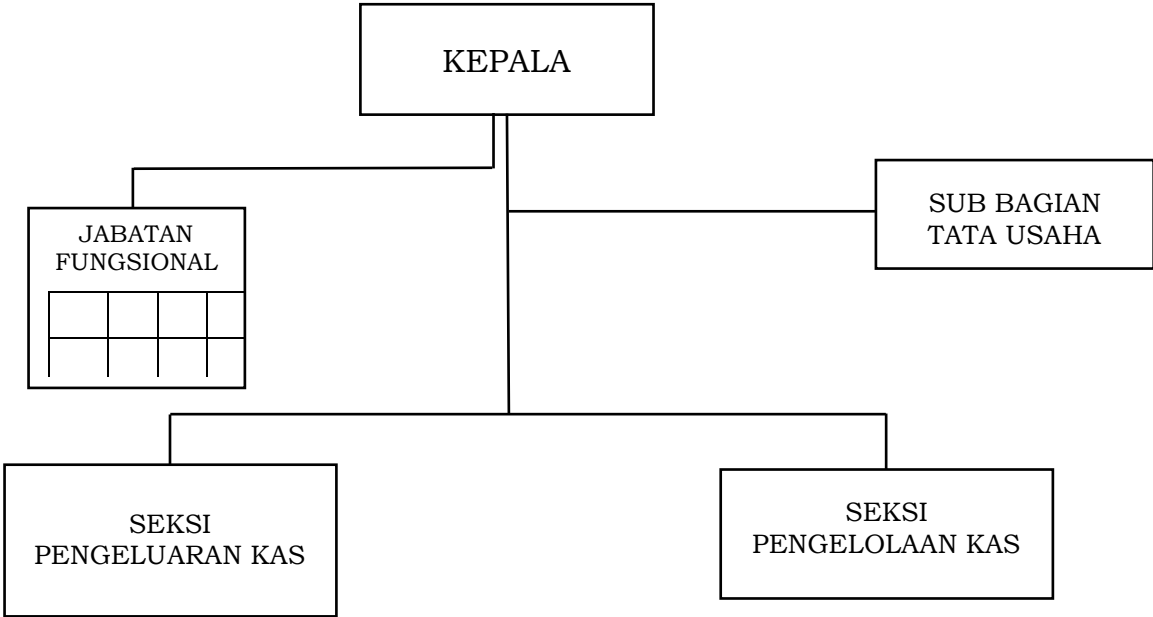 KEPALA
JABATAN
FUNGSIONAL
SUB BAGIAN
TATA USAHA
SEKSI
PENGELUARAN KAS
SEKSI
PENGELOLAAN KAS